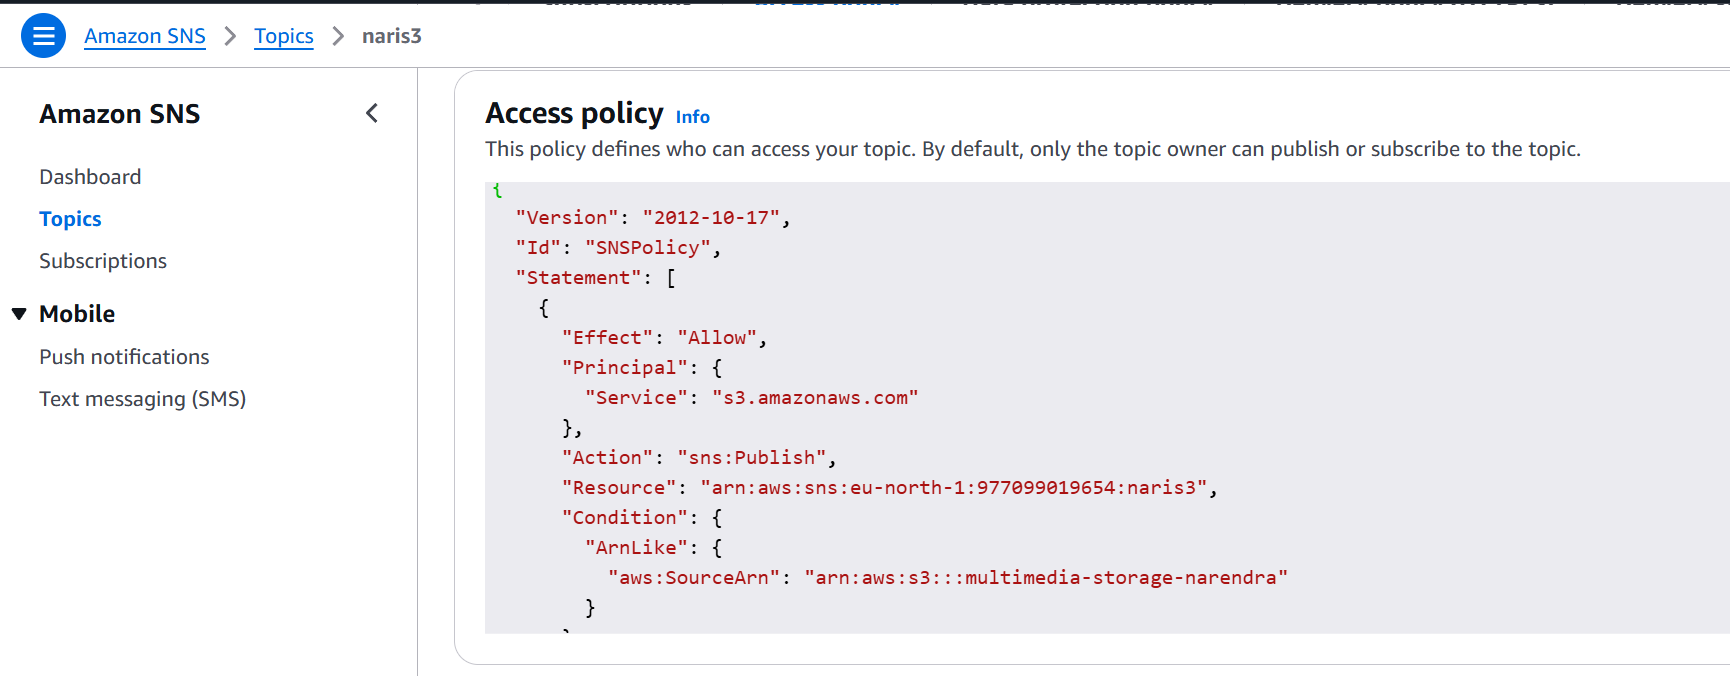 Amazon SNS > Topics > naris3
Amazon SNS
Dashboard
Topics
Subscriptions
Mobile
Push notifications
Text messaging (SMS)
Access policy Info
This policy defines who can access your topic. By default, only the topic owner can publish or subscribe to the topic.
{
"Version": "2012-10-17",
"Id": "SNSPolicy",
"Statement": [
{
"Effect": "Allow",
"Principal": {
"Service": "s3.amazonaws.com"
},
"Action": "sns:Publish",
"Resource": "arn:aws:sns:eu-north-1:977099019654:naris3",
"Condition": {
"ArnLike": {
"aws:SourceArn": "arn:aws:s3:::multimedia-storage-narendra"
}